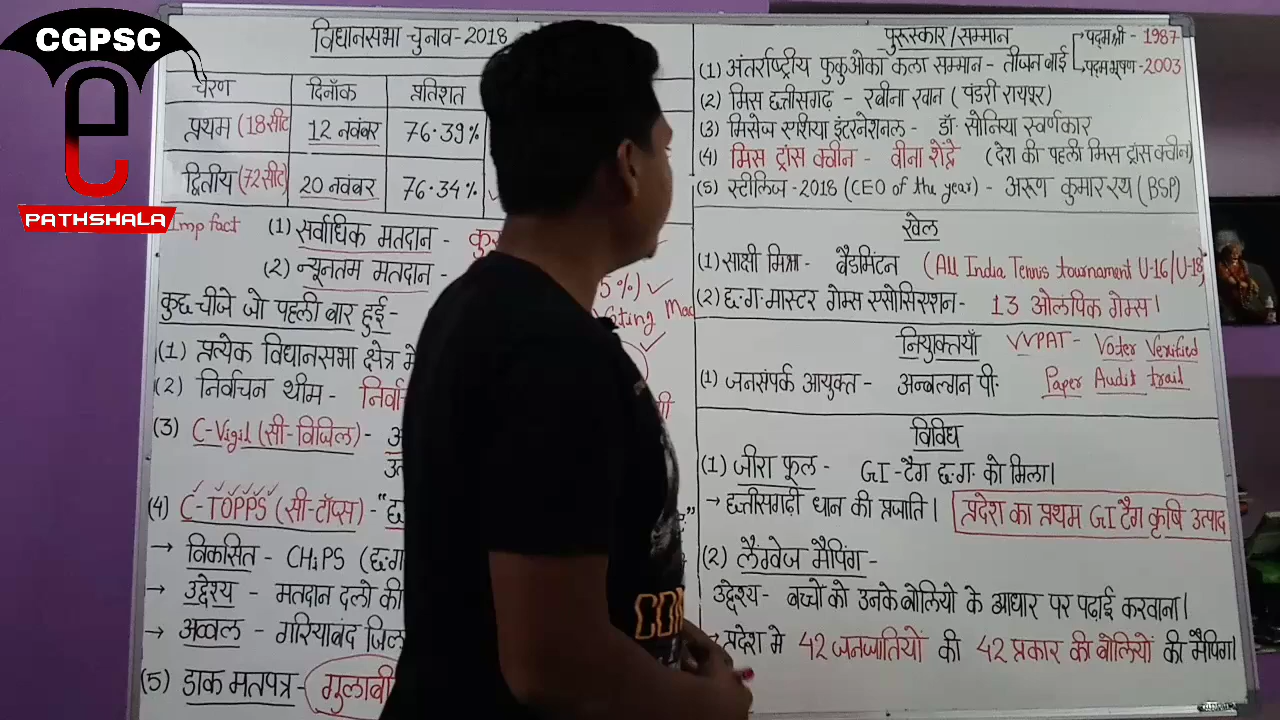 CGPSC
PATHSHALA
विधानसभा चुनाव-2018
चरण दिनाँक प्रतिशत
प्रथम (18 सीट 12 नवंबर 76.39%
द्वितीय (72 सीट) 20 नवंबर 76.34%
Imp fact (1) सर्वाधिक मतदान -
(2) न्यूनतम मतदान - 5%)
कुछ चीजे जो पहली बार हुई-
(1) प्रत्येक विधानसभा क्षेत्र मे
(2) निर्वाचन थीम -
(3) C-Vigil (सी-विजिल) -
(4) C-TOPPS (सी-टॉप्स) -
→ विकसित - CHiPS (छ.ग
→ उद्देश्य - मतदान दलो की
→ अव्वल - गरियाबंद
(5) डाक मतपत्र - गुलाबी
पुरूस्कार/सम्मान पद्मश्री - 1987
(1) अंतर्राष्ट्रीय फुकुओका कला सम्मान - तीजन बाई →पद्मभूषण-2003
(2) मिस छत्तीसगढ़ - रवीना खान (पंडरी रायपुर)
(3) मिसेज एशिया इंटरनेशनल - डॉ. सोनिया स्वर्णकार
(4) मिस ट्रांस क्वीन - वीना शेंद्रे (देश की पहली मिस ट्रांस क्वीन)
(5) स्टीलिज-2018 (CEO of the year) - अरूण कुमार रथ (BSP)
खेल
(1) साक्षी मिश्रा - बैडमिंटन (All India Tennis tournament U-16/U-18)
(2) छ.ग. मास्टर गेम्स एसोसिएशन - 13 ओलंपिक गेम्स।
नियुक्तियाँ VVPAT - Voter Verified
(1) जनसंपर्क आयुक्त - अन्बलगन पी. Paper Audit trail
विविध
(1) जीरा फूल - GI-टैग छ.ग. को मिला।
→ छत्तीसगढ़ी धान की प्रजाति। प्रदेश का प्रथम GI टैग कृषि उत्पाद
(2) लैंग्वेज मैपिंग -
उद्देश्य - बच्चों को उनके बोलियो के आधार पर पढ़ाई करवाना।
→ प्रदेश मे 42 जनजातियों की 42 प्रकार की बोलियों की मैपिंग।